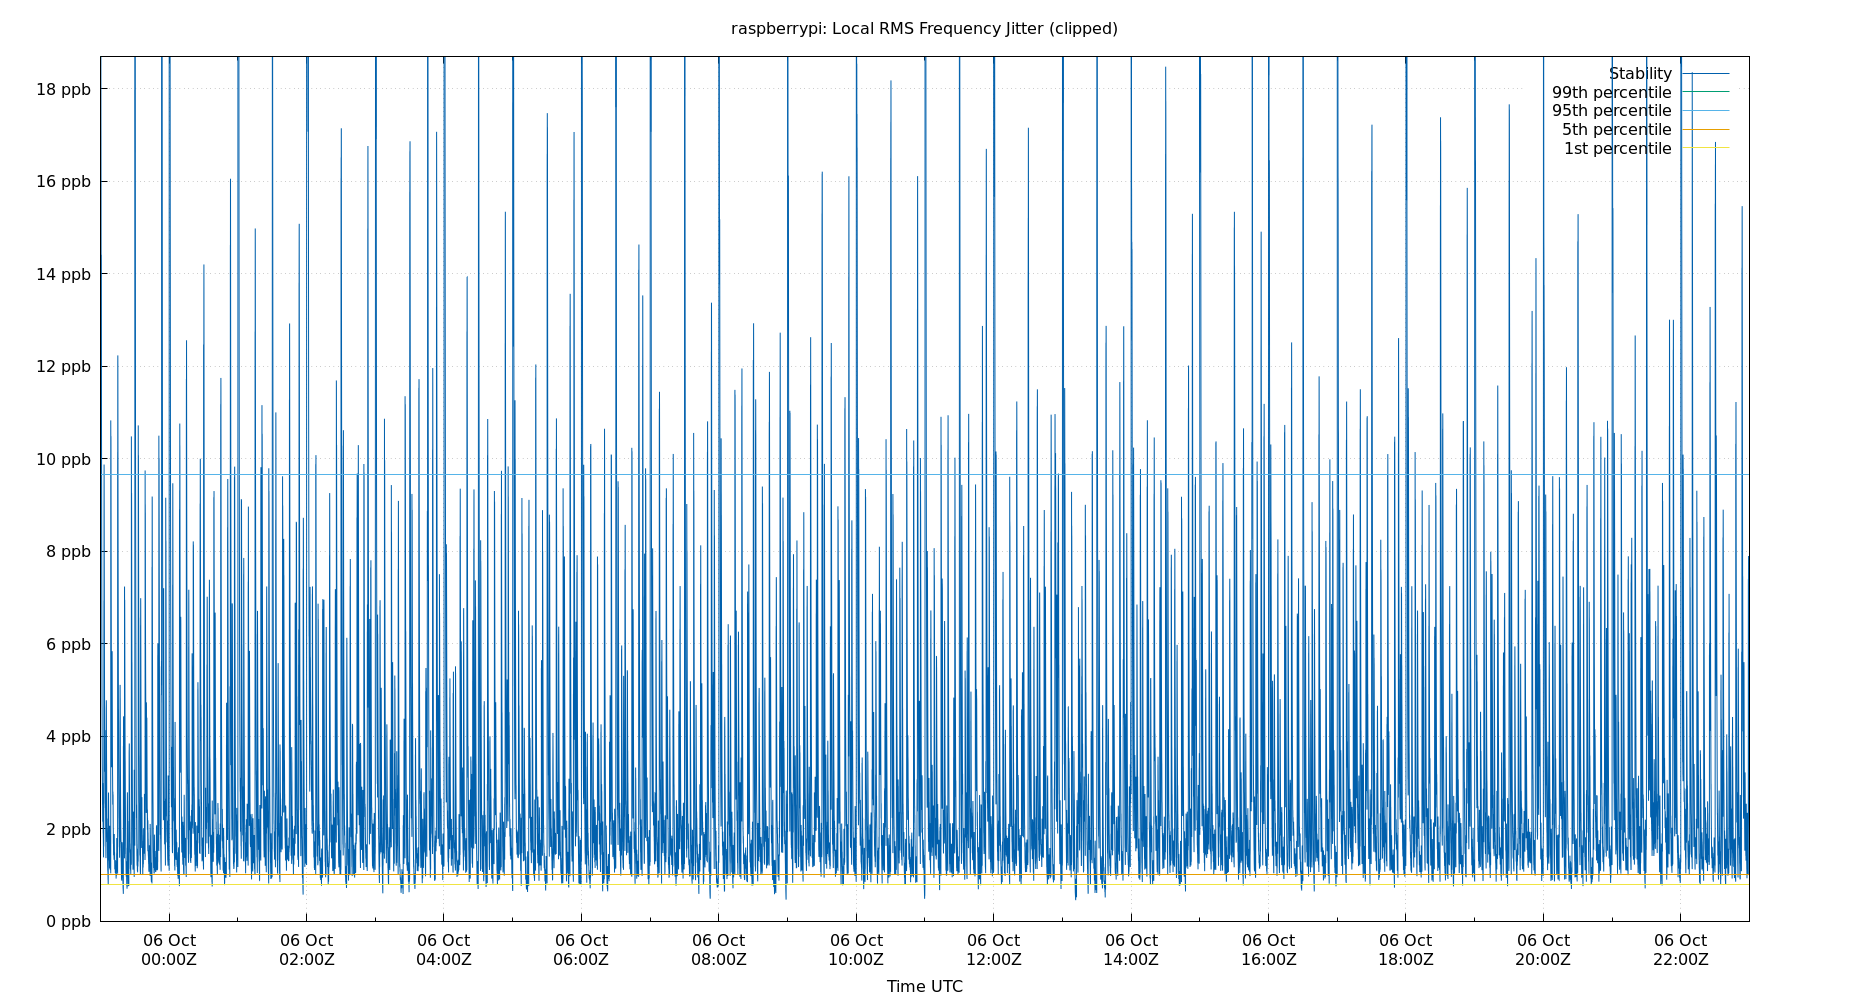 raspberrypi: Local RMS Frequency Jitter (clipped)
Stability
99th percentile
95th percentile
5th percentile
1st percentile
18 ppb
16 ppb
14 ppb
12 ppb
10 ppb
8 ppb
6 ppb
4 ppb
2 ppb
0 ppb
06 Oct 06 Oct 06 Oct 06 Oct 06 Oct 06 Oct 06 Oct 06 Oct 06 Oct 06 Oct 06 Oct 06 Oct
00:00Z 02:00Z 04:00Z 06:00Z 08:00Z 10:00Z 12:00Z 14:00Z 16:00Z 18:00Z 20:00Z 22:00Z
Time UTC